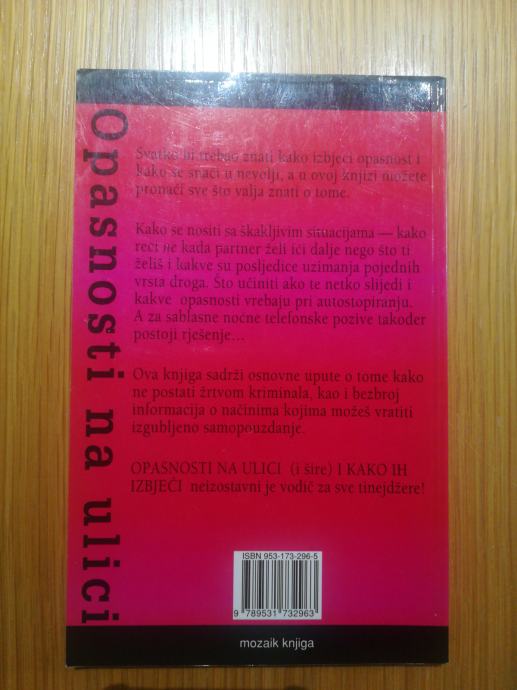 Opasnosti na ulici
Svatko bi trebao znati kako izbjeći opasnost i
kako se snaći u nevolji, a u ovoj knjizi možete
pronaći sve što valja znati o tome.
Kako se nositi sa škakljivim situacijama — kako
reći ne kada partner želi ići dalje nego što ti
želiš i kakve su posljedice uzimanja pojednih
vrsta droga. Što učiniti ako te netko slijedi i
kakve opasnosti vrebaju pri autostopiranju.
A za sablasne noćne telefonske pozive također
postoji rješenje...
Ova knjiga sadrži osnovne upute o tome kako
ne postati žrtvom kriminala, kao i bezbroj
informacija o načinima kojima možeš vratiti
izgubljeno samopouzdanje.
OPASNOSTI NA ULICI (i šire) I KAKO IH
IZBJEĆI neizostavni je vodič za sve tinejdžere!
ISBN 953-173-296-5
9 789531 732963
mozaik knjiga